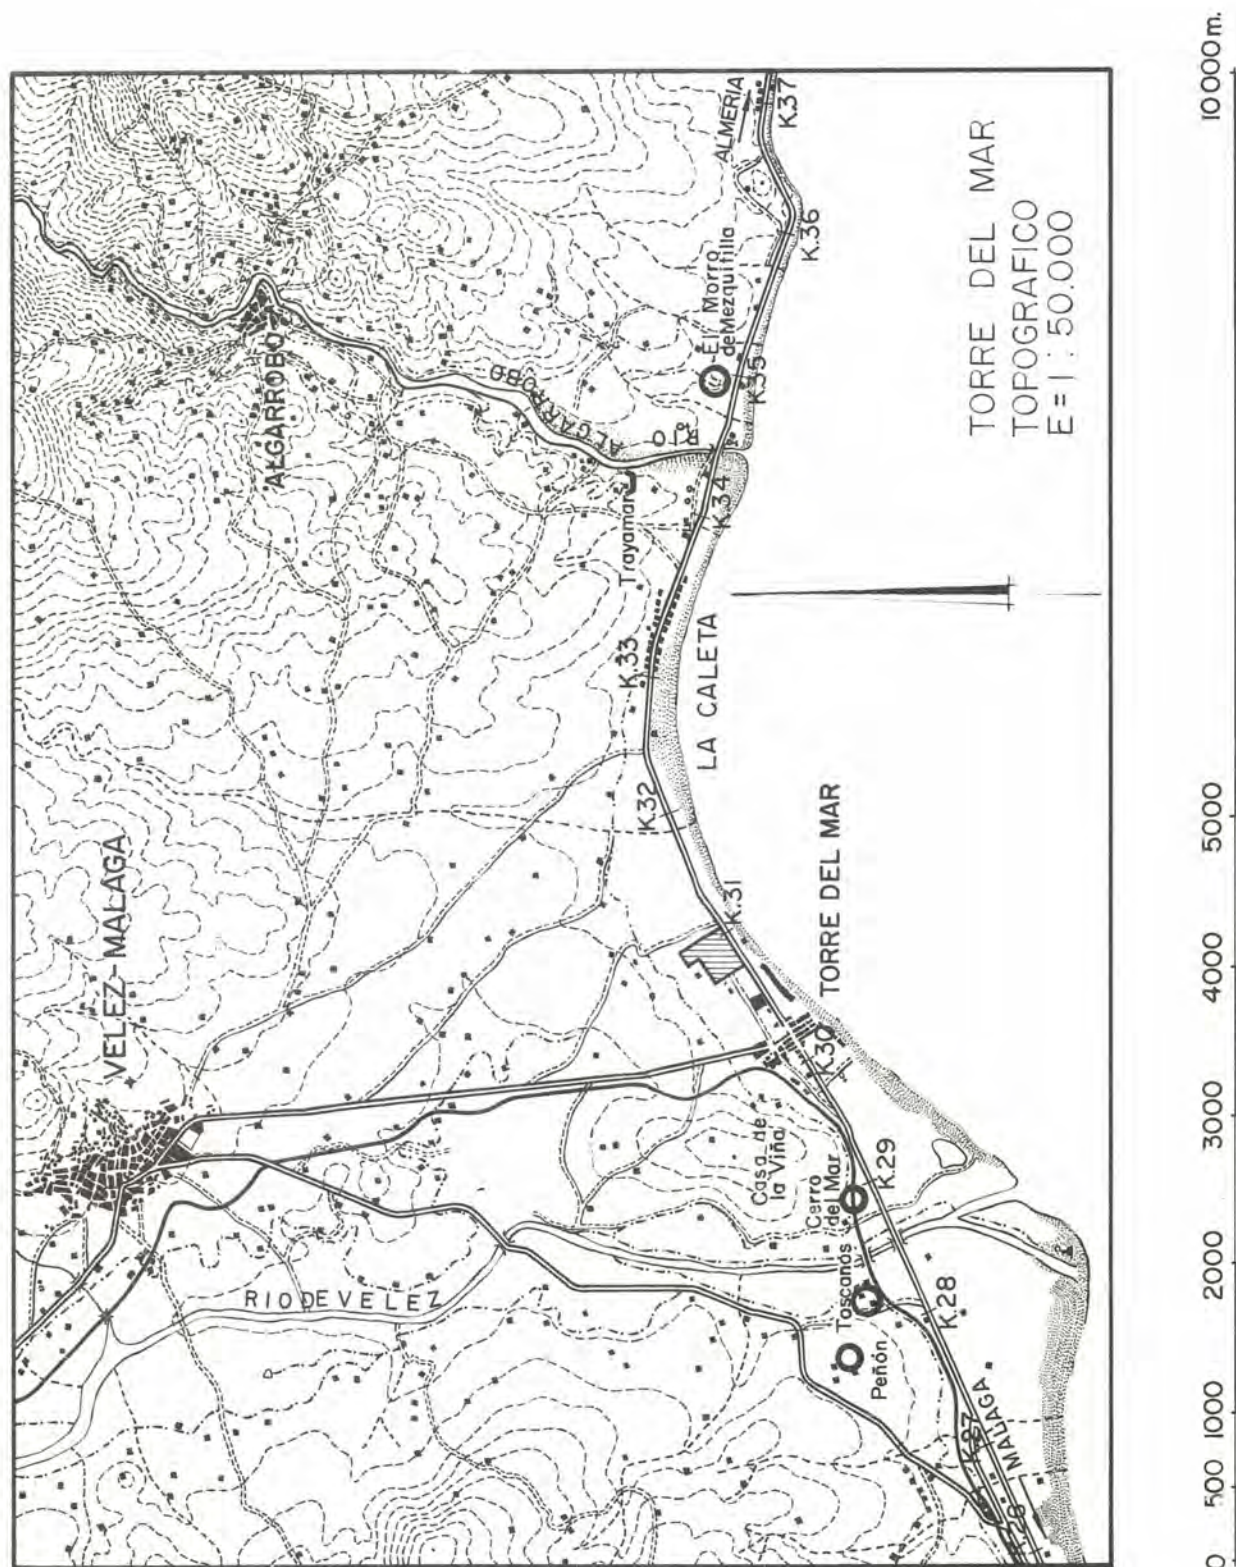 VELEZ-MALAGA
ALGARROBO
RIO DE VELEZ
RIO ALGARROBO
Trayamar
El Morro
de Mezquitilla
ALMERIA
K.37
K.36
K.35
K.34
K.33
K.32
K.31
K.30
K.29
K.28
K.27
K.26
LA CALETA
TORRE DEL MAR
Casa de
la Viña
Cerro
del Mar
Toscanos
Peñón
A MALAGA
TORRE DEL MAR
TOPOGRAFICO
E = 1 : 50.000
0 500 1000 2000 3000 4000 5000 10000 m.